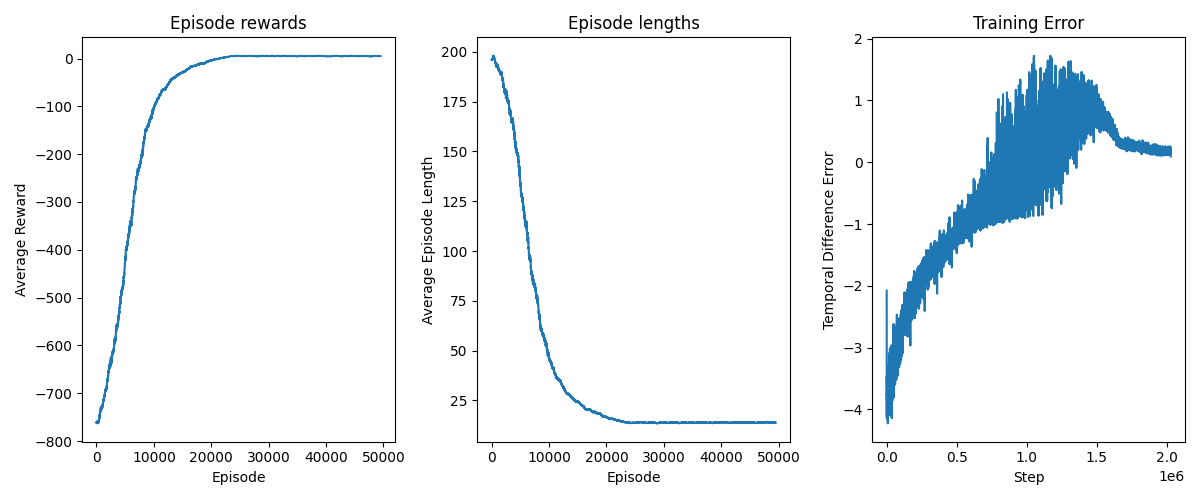 Episode rewards
Average Reward
0
−100
−200
−300
−400
−500
−600
−700
−800
0 10000 20000 30000 40000 50000
Episode
Episode lengths
Average Episode Length
200
175
150
125
100
75
50
25
0 10000 20000 30000 40000 50000
Episode
Training Error
Temporal Difference Error
2
1
0
−1
−2
−3
−4
0.0 0.5 1.0 1.5 2.0
1e6
Step